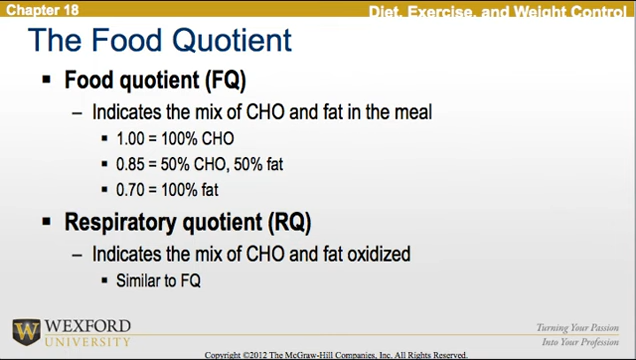 Chapter 18
Diet, Exercise, and Weight Control
The Food Quotient
▪ Food quotient (FQ)
– Indicates the mix of CHO and fat in the meal
▪ 1.00 = 100% CHO
▪ 0.85 = 50% CHO, 50% fat
▪ 0.70 = 100% fat
▪ Respiratory quotient (RQ)
– Indicates the mix of CHO and fat oxidized
▪ Similar to FQ
W
WEXFORD
UNIVERSITY
Turning Your Passion
Into Your Profession
Copyright ©2012 The McGraw-Hill Companies, Inc. All Rights Reserved.